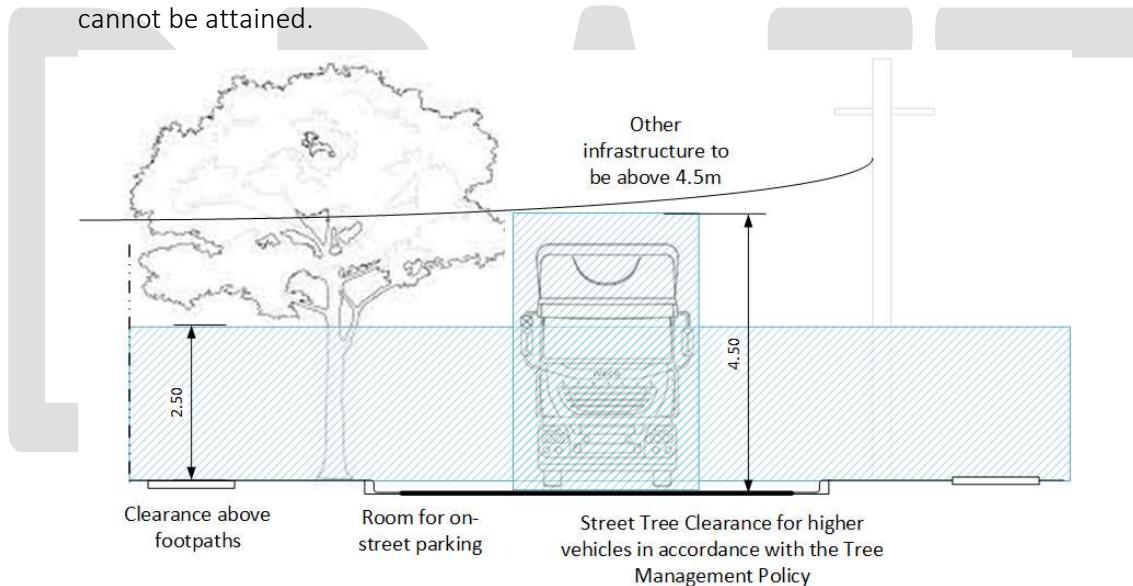 cannot be attained.
Other
infrastructure to
be above 4.5m
2.50
4.50
IVECO
Clearance above
footpaths
Room for on-
street parking
Street Tree Clearance for higher
vehicles in accordance with the Tree
Management Policy